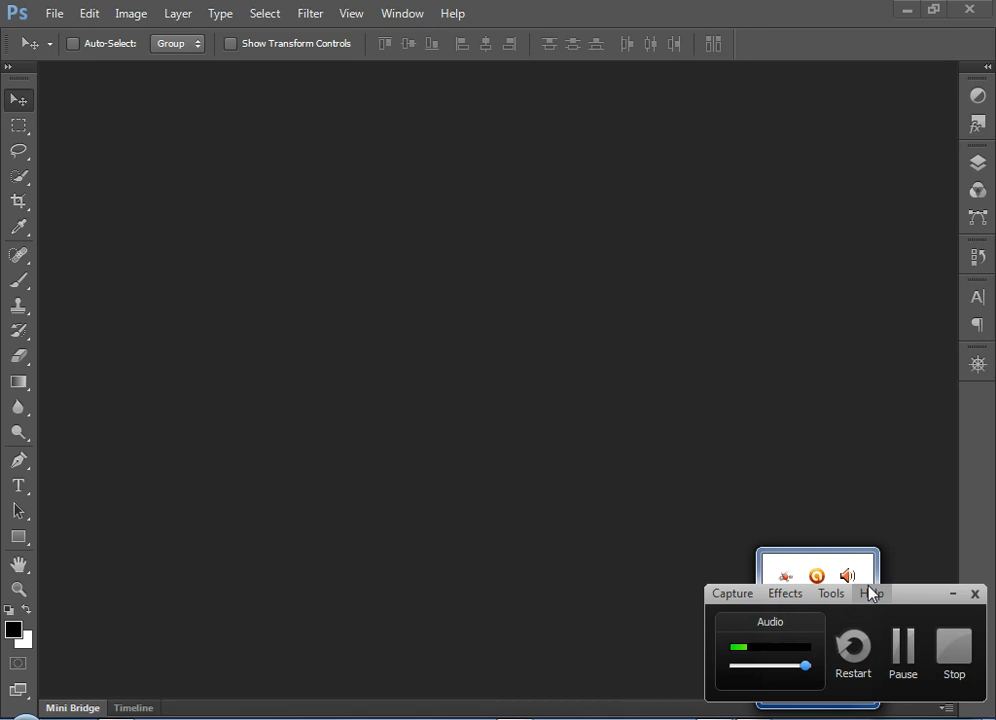 Ps File Edit Image Layer Type Select Filter View Window Help
Auto-Select: Group Show Transform Controls
Capture Effects Tools Help
Audio
Restart Pause Stop
Mini Bridge Timeline